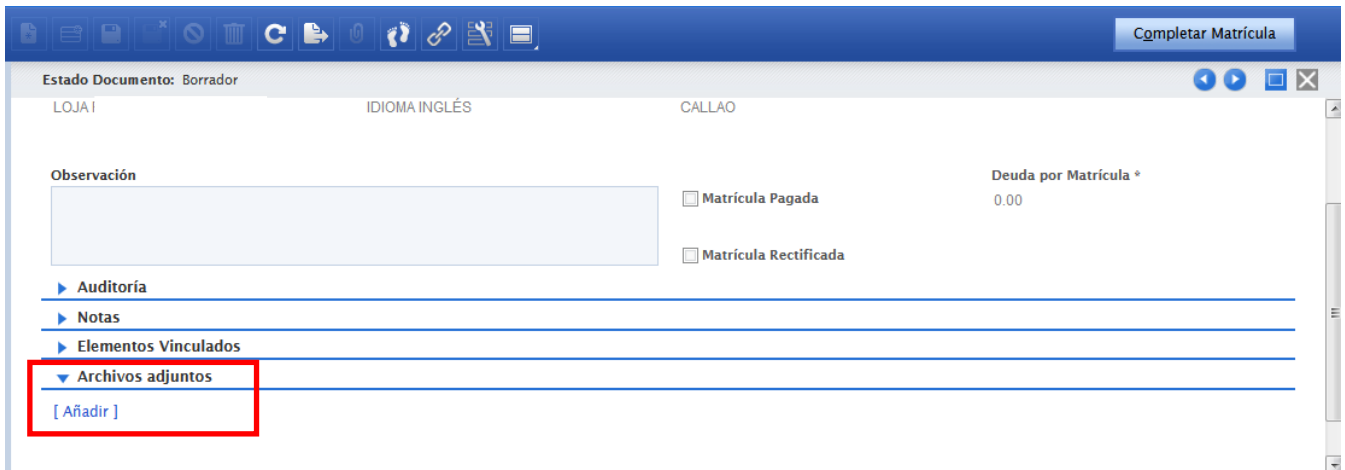 Completar Matrícula
Estado Documento: Borrador
LOJA I IDIOMA INGLÉS CALLAO
Observación Deuda por Matrícula *
Matrícula Pagada 0.00
Matrícula Rectificada
Auditoría
Notas
Elementos Vinculados
Archivos adjuntos
[ Añadir ]